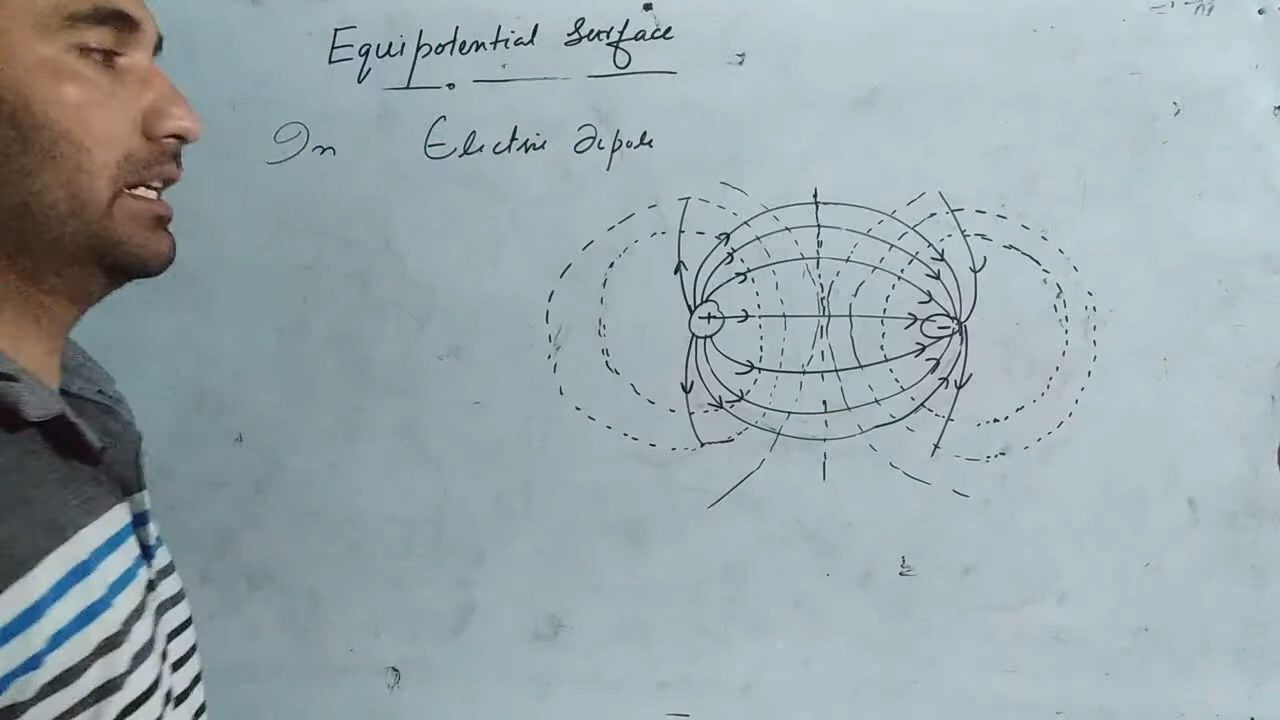 Equipotential Surface
In Electric dipole
+ -